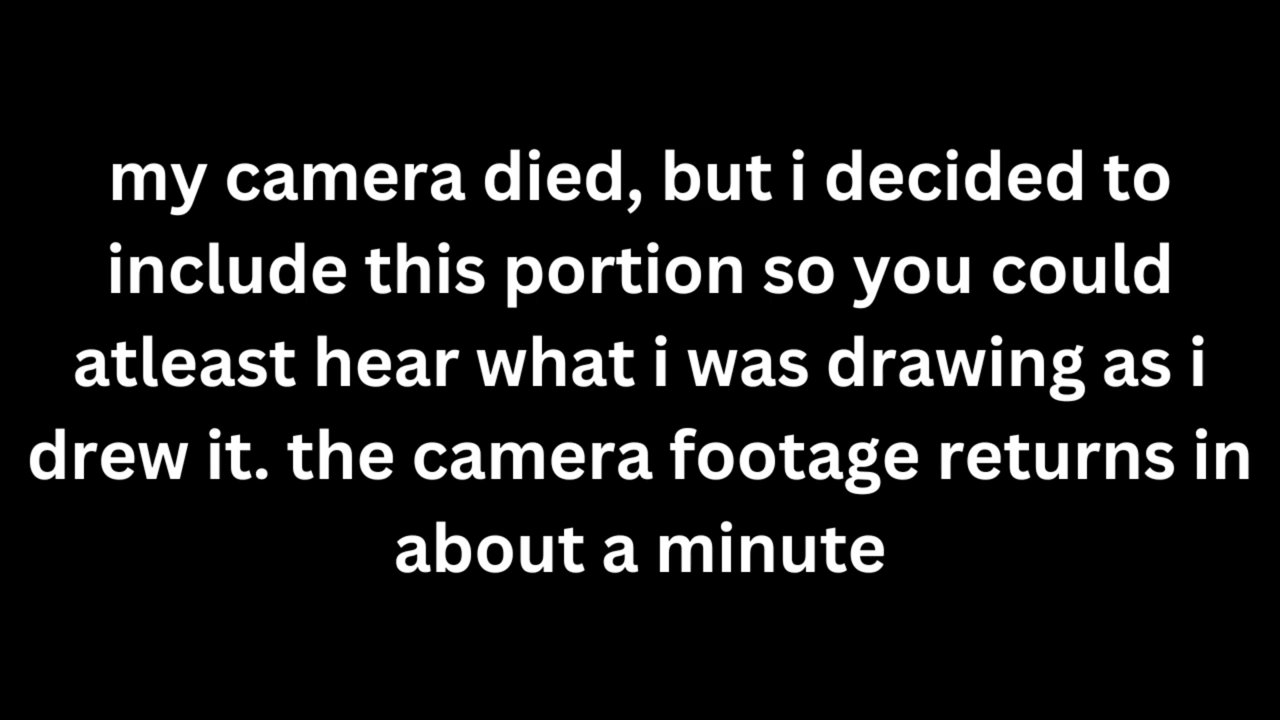 my camera died, but i decided to
include this portion so you could
atleast hear what i was drawing as i
drew it. the camera footage returns in
about a minute